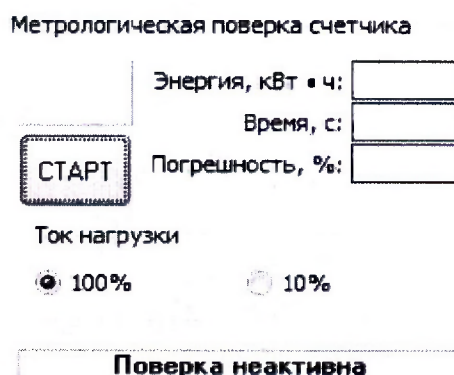 Метрологическая поверка счетчика
Энергия, кВт • ч:
Время, с:
СТАРТ
Погрешность, %:
Ток нагрузки
100%
10%
Поверка неактивна